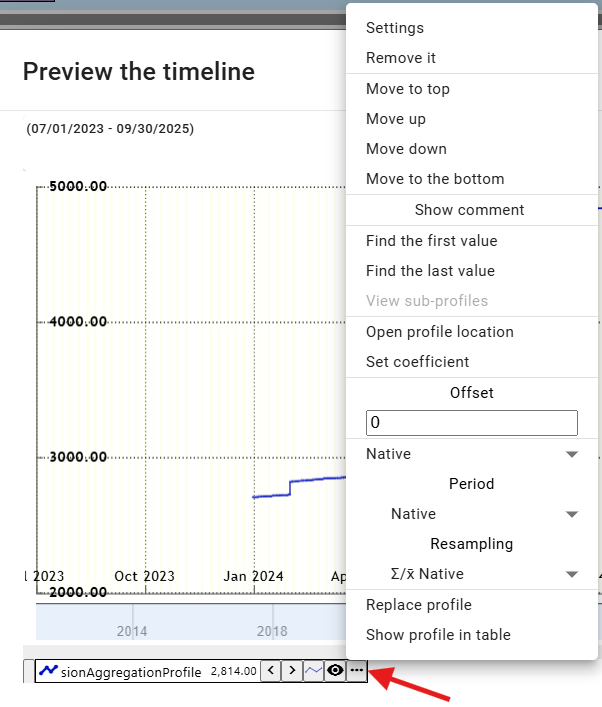 Preview the timeline
(07/01/2023 - 09/30/2025)
5000.00
4000.00
3000.00
2000.00
l 2023 Oct 2023 Jan 2024 Ap
2014 2018
sionAggregationProfile 2,814.00
Settings
Remove it
Move to top
Move up
Move down
Move to the bottom
Show comment
Find the first value
Find the last value
View sub-profiles
Open profile location
Set coefficient
Offset
0
Native
Period
Native
Resampling
Σ/x̄ Native
Replace profile
Show profile in table